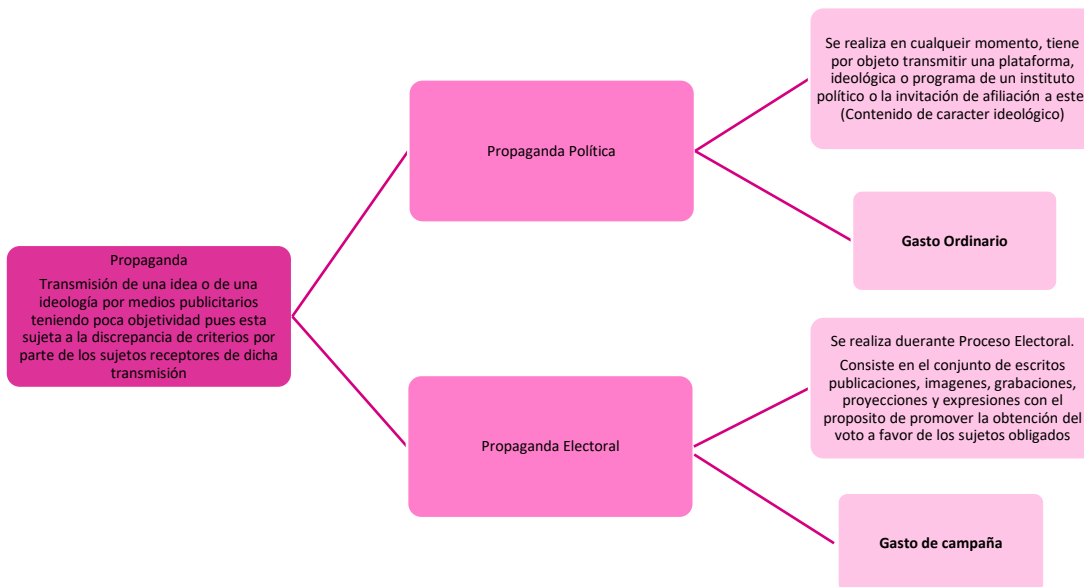 Propaganda
Transmisión de una idea o de una
ideología por medios publicitarios
teniendo poca objetividad pues esta
sujeta a la discrepancia de criterios por
parte de los sujetos receptores de dicha
transmisión
Propaganda Política
Se realiza en cualqueir momento, tiene
por objeto transmitir una plataforma,
ideológica o programa de un instituto
político o la invitación de afiliación a este.
(Contenido de caracter ideológico)
Gasto Ordinario
Propaganda Electoral
Se realiza duerante Proceso Electoral.
Consiste en el conjunto de escritos
publicaciones, imagenes, grabaciones,
proyecciones y expresiones con el
proposito de promover la obtención del
voto a favor de los sujetos obligados
Gasto de campaña